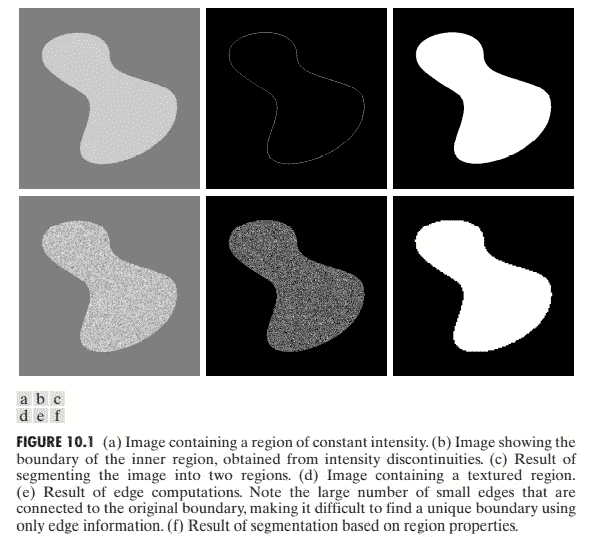 a b c
d e f
FIGURE 10.1 (a) Image containing a region of constant intensity. (b) Image showing the
boundary of the inner region, obtained from intensity discontinuities. (c) Result of
segmenting the image into two regions. (d) Image containing a textured region.
(e) Result of edge computations. Note the large number of small edges that are
connected to the original boundary, making it difficult to find a unique boundary using
only edge information. (f) Result of segmentation based on region properties.